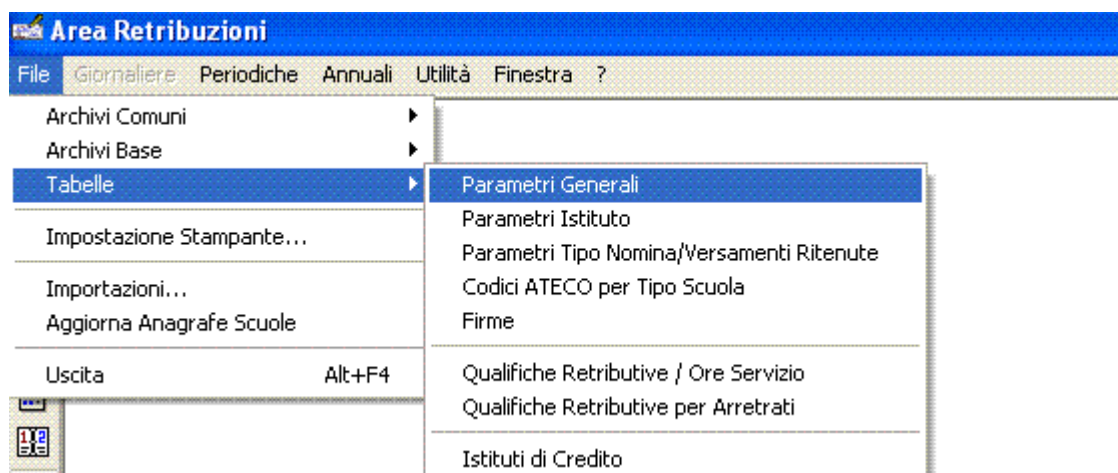 Area Retribuzioni
File Giornaliere Periodiche Annuali Utilità Finestra ?
Archivi Comuni
Archivi Base
Tabelle
Impostazione Stampante...
Importazioni...
Aggiorna Anagrafe Scuole
Uscita Alt+F4
Parametri Generali
Parametri Istituto
Parametri Tipo Nomina/Versamenti Ritenute
Codici ATECO per Tipo Scuola
Firme
Qualifiche Retributive / Ore Servizio
Qualifiche Retributive per Arretrati
Istituti di Credito
1 2